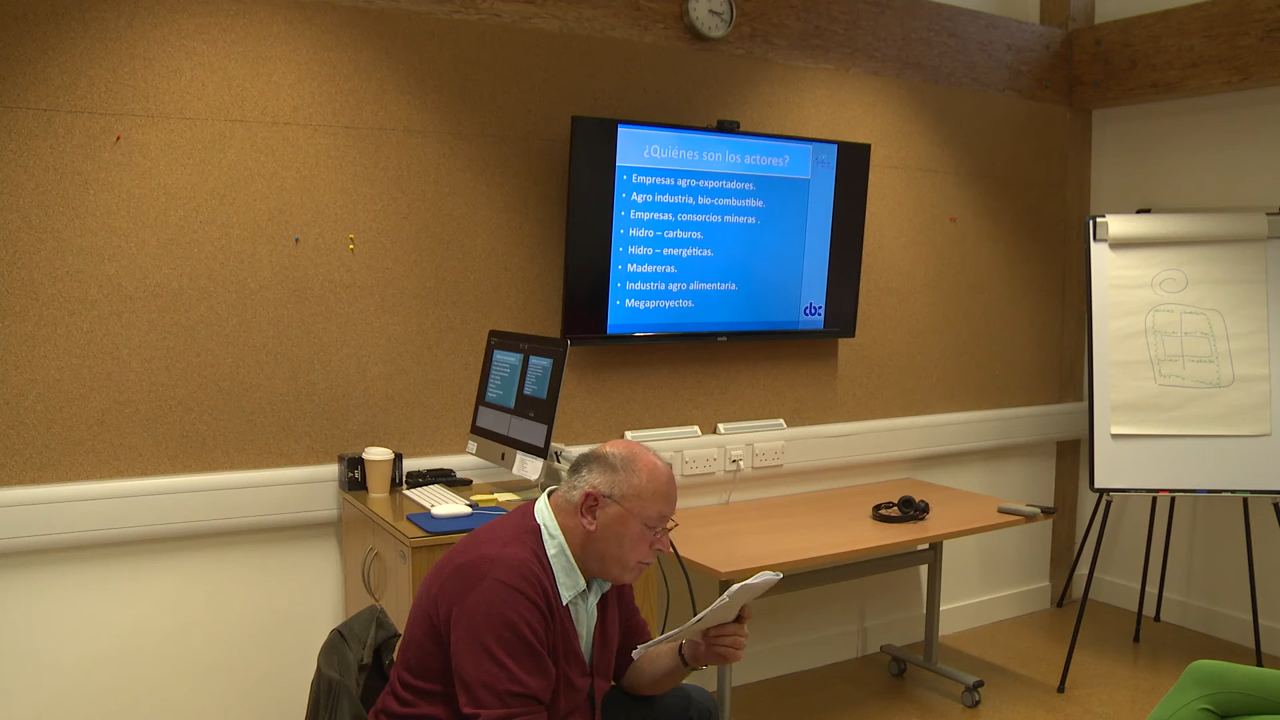 ¿Quiénes son los actores?
• Empresas agro-exportadores.
• Agro industria, bio-combustible.
• Empresas, consorcios mineras .
• Hidro – carburos.
• Hidro – energéticas.
• Madereras.
• Industria agro alimentaria.
• Megaproyectos.
cbc